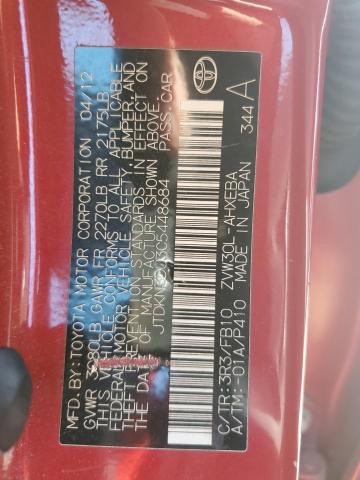 MFD. BY: TOYOTA MOTOR CORPORATION 04/12
GVWR GAWR FR 2270LB RR 2175LB
THIS VEHICLE CONFORMS TO ALL APPLICABLE
FEDERAL MOTOR VEHICLE SAFETY, BUMPER, AND
THEFT PREVENTION STANDARDS IN EFFECT ON
THE DATE OF MANUFACTURE SHOWN ABOVE.
PASS. CAR
C/TR: 3R3/FB10 ZVW30L-AHXEBA
A/TM: -01A/P410 MADE IN JAPAN
344 A